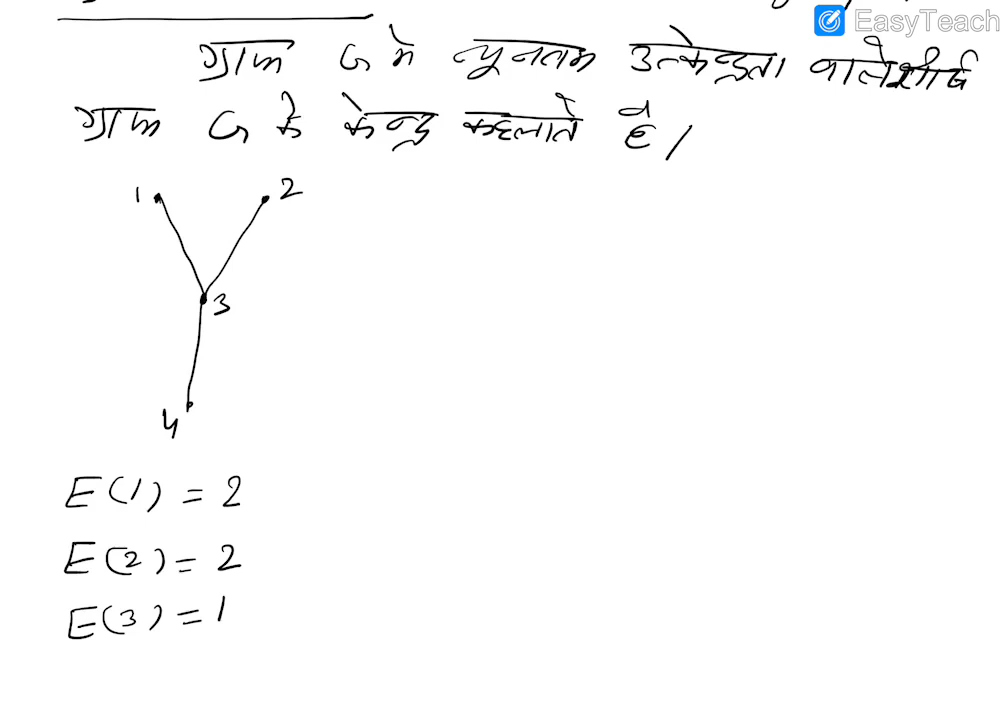 EasyTeach
ग्राफ G मे न्यूनतम उत्केन्द्रता वाले शीर्ष
ग्राफ G के केन्द्र कहलाते है।
1 2
3
4
E(1) = 2
E(2) = 2
E(3) = 1